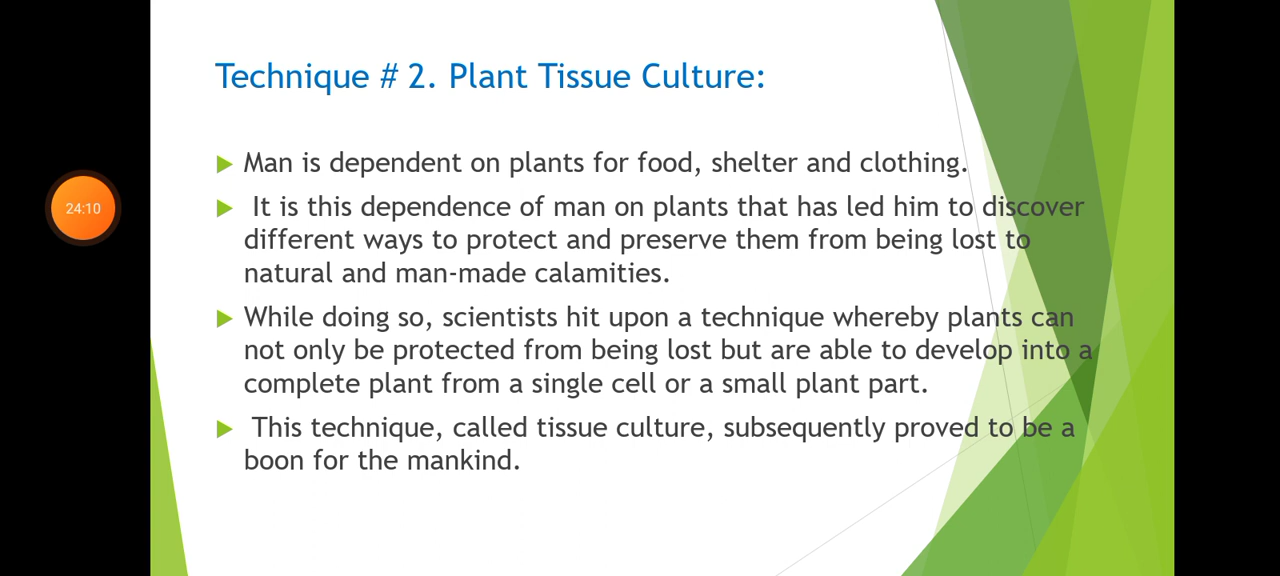 Technique # 2. Plant Tissue Culture:
Man is dependent on plants for food, shelter and clothing.
It is this dependence of man on plants that has led him to discover
different ways to protect and preserve them from being lost to
natural and man-made calamities.
While doing so, scientists hit upon a technique whereby plants can
not only be protected from being lost but are able to develop into a
complete plant from a single cell or a small plant part.
This technique, called tissue culture, subsequently proved to be a
boon for the mankind.
24:10